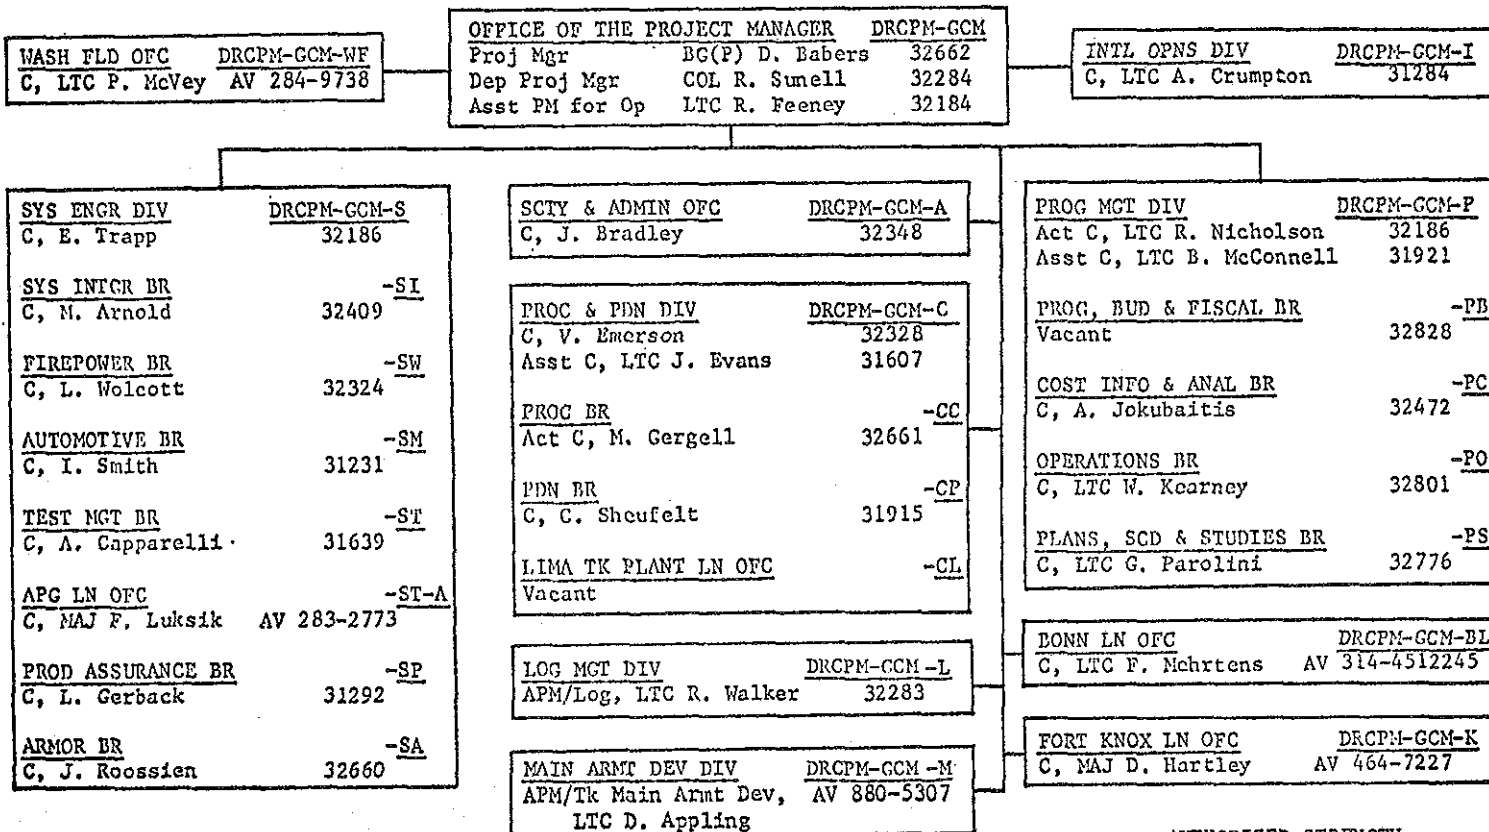 WASH FLD OFC DRCPM-GCM-WF
C, LTC P. McVey AV 284-9738
OFFICE OF THE PROJECT MANAGER DRCPM-GCM
Proj Mgr BG(P) D. Babers 32662
Dep Proj Mgr COL R. Sunell 32284
Asst PM for Op LTC R. Feeney 32184
INTL OPNS DIV DRCPM-GCM-I
C, LTC A. Crumpton 31284
SYS ENGR DIV DRCPM-GCM-S
C, E. Trapp 32186
SYS INTGR BR -SI
C, M. Arnold 32409
FIREPOWER BR -SW
C, L. Wolcott 32324
AUTOMOTIVE BR -SM
C, I. Smith 31231
TEST MGT BR -ST
C, A. Capparelli 31639
APG LN OFC -ST-A
C, MAJ F. Luksik AV 283-2773
PROD ASSURANCE BR -SP
C, L. Gerback 31292
ARMOR BR -SA
C, J. Roossien 32660
SCTY & ADMIN OFC DRCPM-GCM-A
C, J. Bradley 32348
PROC & PDN DIV DRCPM-GCM-C
C, V. Emerson 32328
Asst C, LTC J. Evans 31607
PROC BR -CC
Act C, M. Gergell 32661
PDN BR -CP
C, C. Sheufelt 31915
LIMA TK PLANT LN OFC -CL
Vacant
LOG MGT DIV DRCPM-GCM-L
APM/Log, LTC R. Walker 32283
MAIN ARMT DEV DIV DRCPM-GCM-M
APM/Tk Main Armt Dev, AV 880-5307
LTC D. Appling
PROG MGT DIV DRCPM-GCM-P
Act C, LTC R. Nicholson 32186
Asst C, LTC B. McConnell 31921
PROG, BUD & FISCAL BR -PB
Vacant 32828
COST INFO & ANAL BR -PC
C, A. Jokubaitis 32472
OPERATIONS BR -PO
C, LTC W. Kearney 32801
PLANS, SCD & STUDIES BR -PS
C, LTC G. Parolini 32776
BONN LN OFC DRCPM-GCM-BL
C, LTC F. Mehrtens AV 314-4512245
FORT KNOX LN OFC DRCPM-GCM-K
C, MAJ D. Hartley AV 464-7227
AUTHORIZED STRENGTH